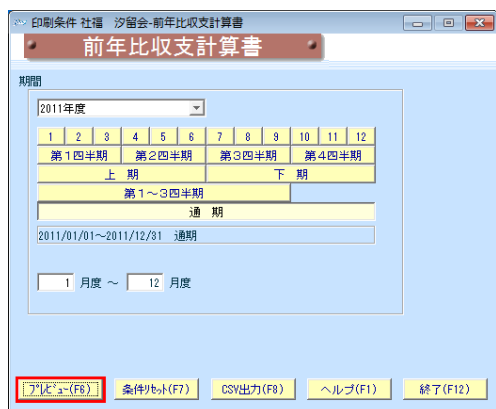 印刷条件 社福 汐留会-前年比収支計算書
前年比収支計算書
期間
2011年度
1 2 3 4 5 6 7 8 9 10 11 12
第1四半期 第2四半期 第3四半期 第4四半期
上 期 下 期
第1～3四半期
通 期
2011/01/01～2011/12/31 通期
1 月度 ～ 12 月度
ﾌﾟﾚﾋﾞｭｰ(F6) 条件ﾘｾｯﾄ(F7) CSV出力(F8) ヘルプ(F1) 終了(F12)